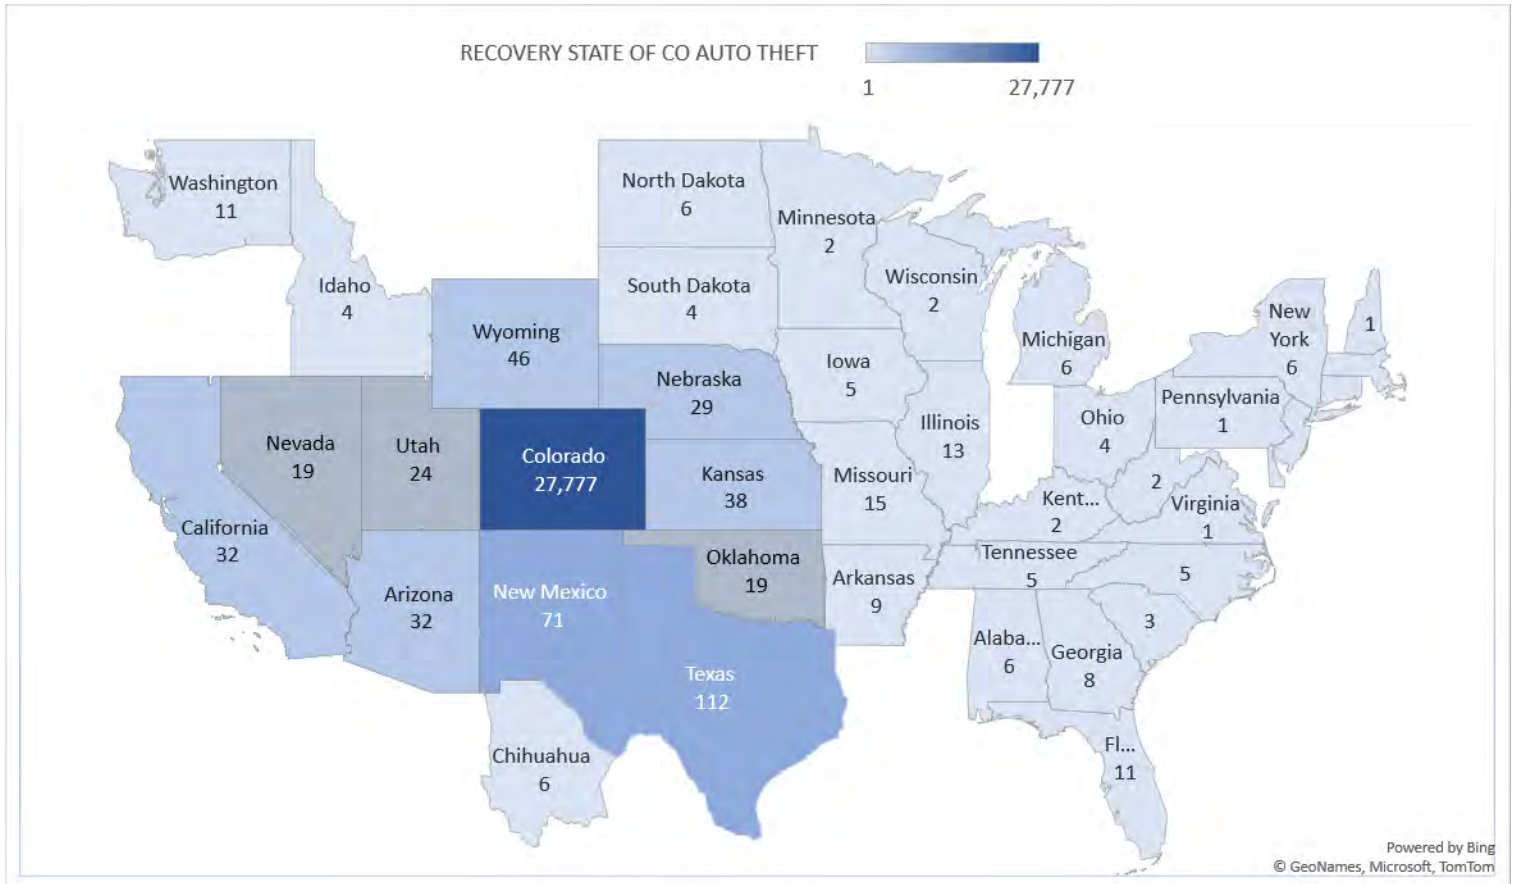 RECOVERY STATE OF CO AUTO THEFT
1
27,777
Washington
11
North Dakota
6
Minnesota
2
Idaho
4
South Dakota
4
Wisconsin
2
Wyoming
46
Michigan
6
New
York
6
1
Iowa
5
Nebraska
29
Pennsylvania
1
Ohio
4
Illinois
13
Nevada
19
Utah
24
Colorado
27,777
Kansas
38
Missouri
15
2
Kent...
2
Virginia
1
California
32
Arizona
32
New Mexico
71
Oklahoma
19
Arkansas
9
Tennessee
5
5
3
Alaba...
6
Georgia
8
Texas
112
Chihuahua
6
Fl...
11
Powered by Bing
© GeoNames, Microsoft, TomTom